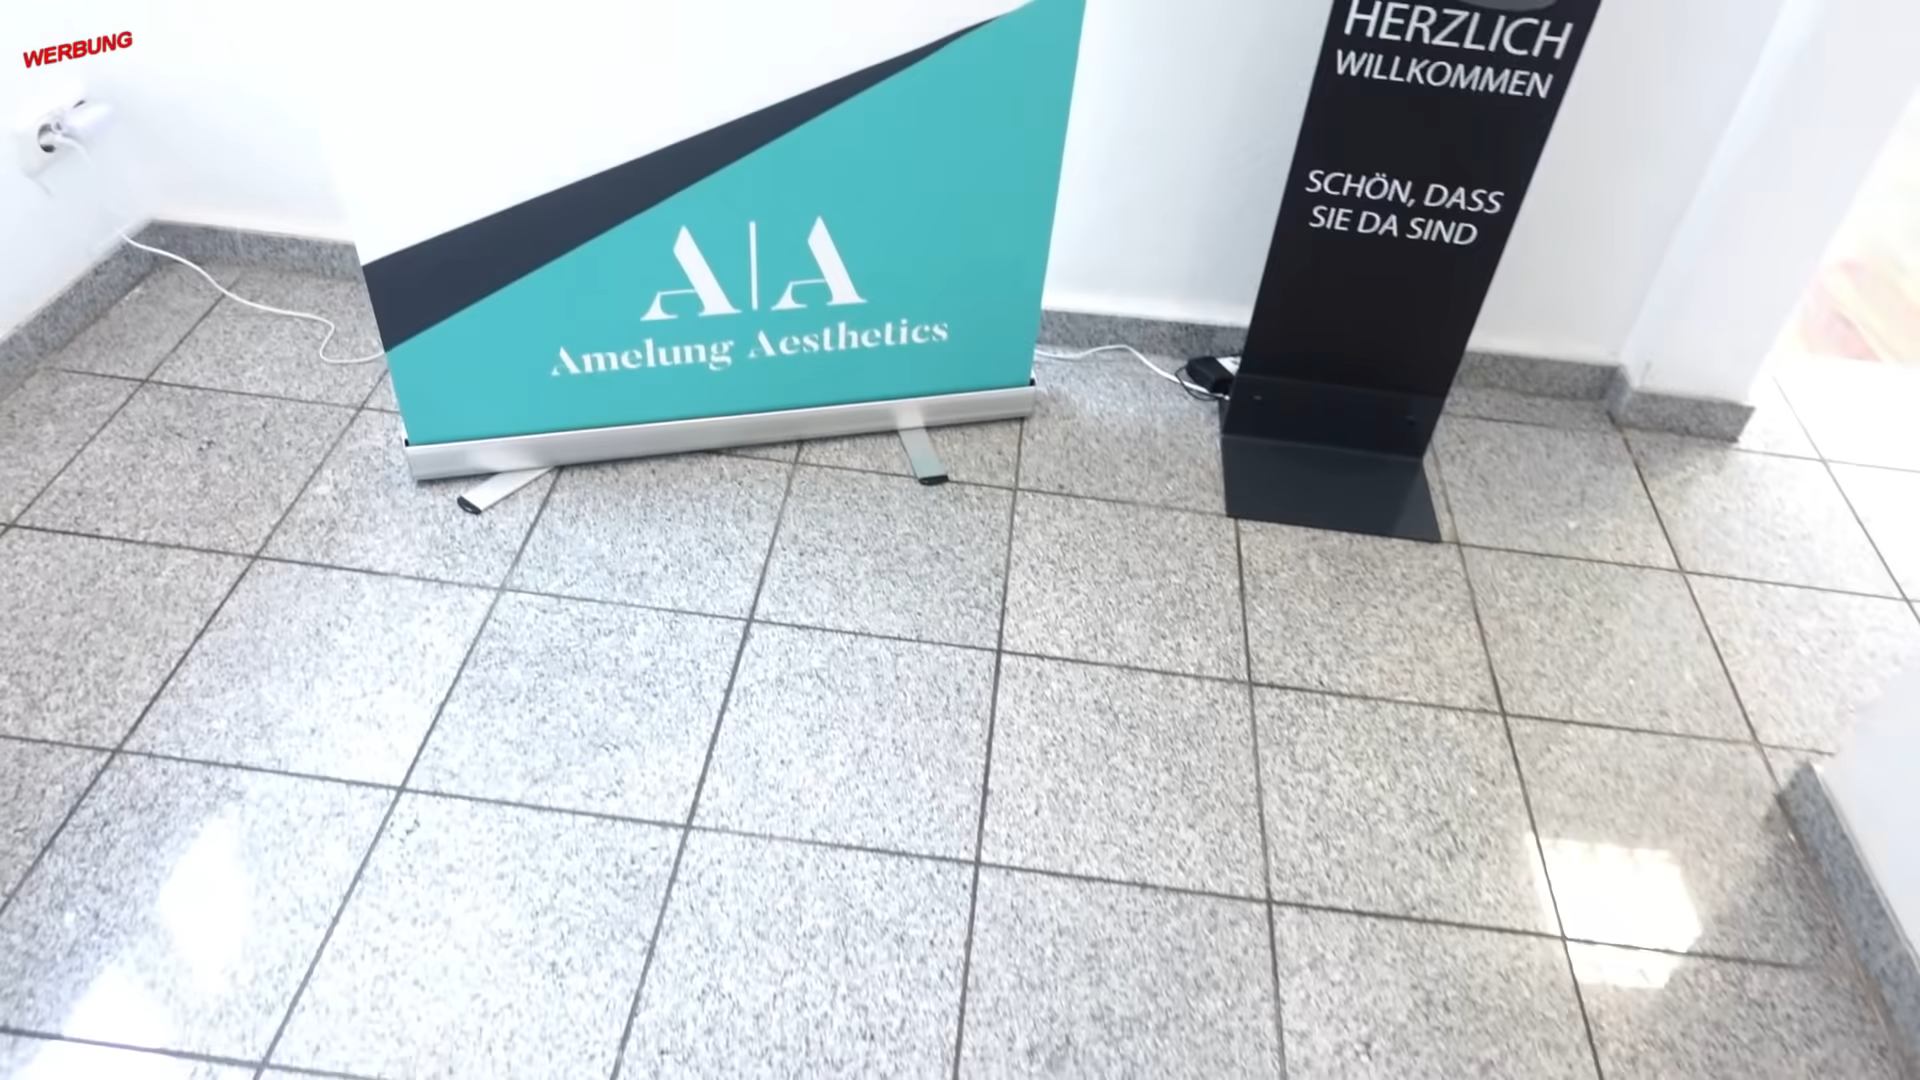 WERBUNG
A|A
Amelung Aesthetics
HERZLICH
WILLKOMMEN
SCHÖN, DASS
SIE DA SIND